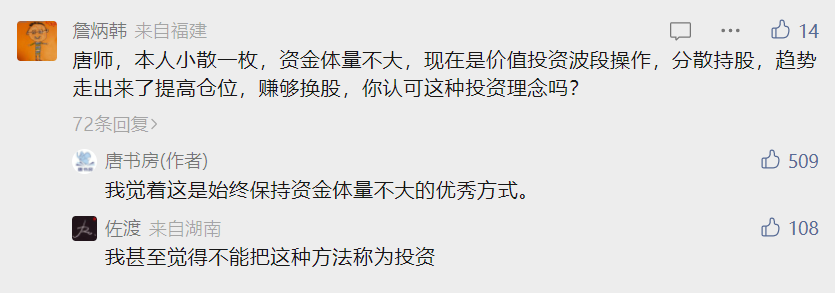 詹炳韩 来自福建 14
唐师，本人小散一枚，资金体量不大，现在是价值投资波段操作，分散持股，趋势
走出来了提高仓位，赚够换股，你认可这种投资理念吗？
72条回复>
唐书房(作者) 509
我觉着这是始终保持资金体量不大的优秀方式。
佐渡 来自湖南 108
我甚至觉得不能把这种方法称为投资